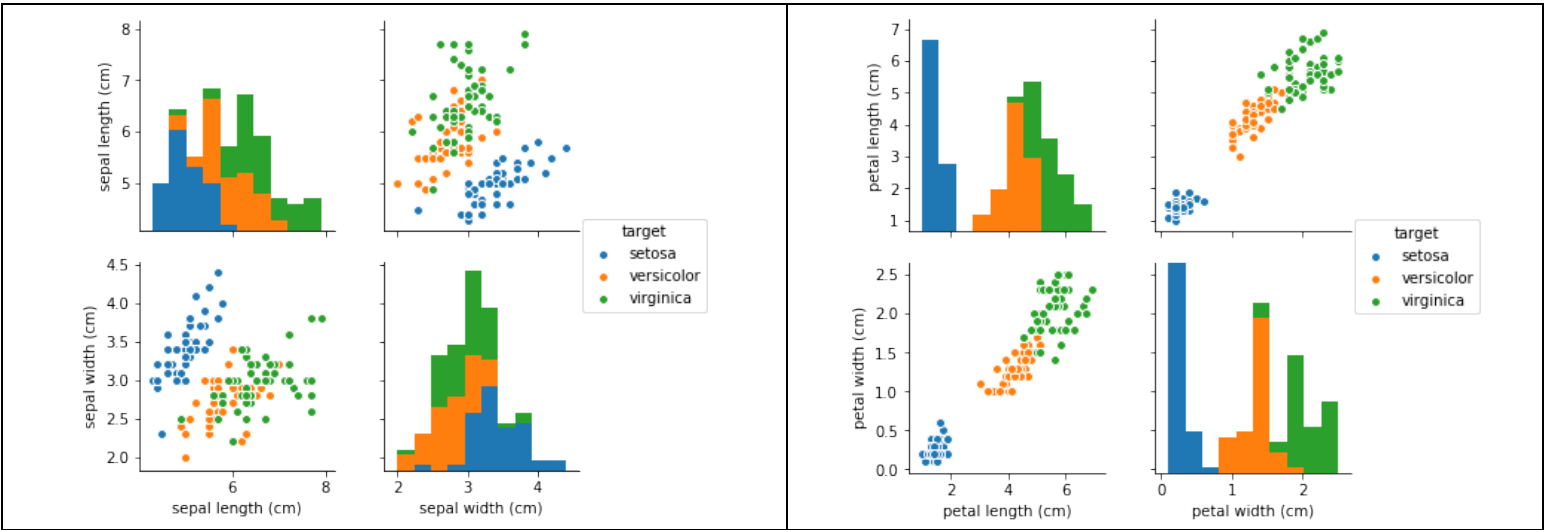 8
7
6
5
sepal length (cm)
4.5
4.0
3.5
3.0
2.5
2.0
sepal width (cm)
6
8
sepal length (cm)
2
3
4
sepal width (cm)
target
setosa
versicolor
virginica
7
6
5
4
3
2
1
petal length (cm)
2.5
2.0
1.5
1.0
0.5
0.0
petal width (cm)
2
4
6
petal length (cm)
0
1
2
petal width (cm)
target
setosa
versicolor
virginica